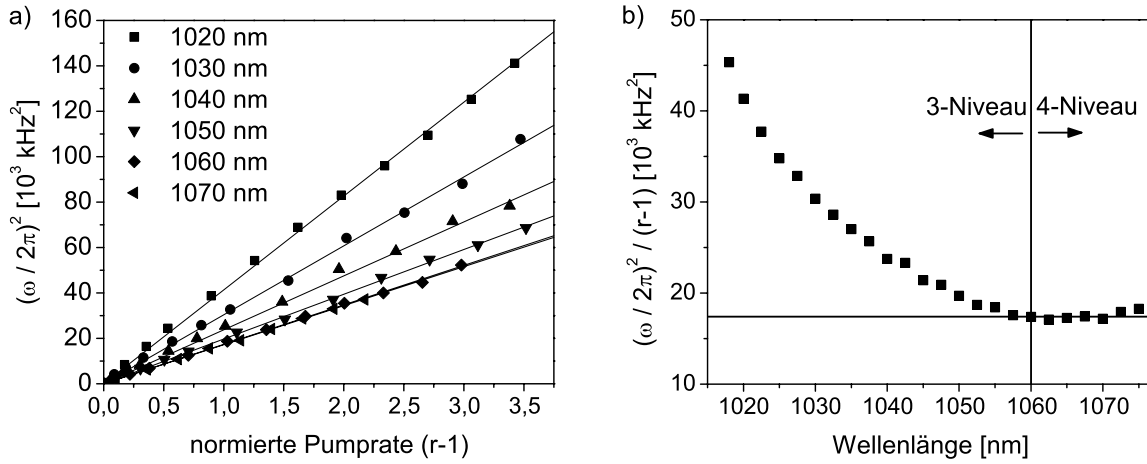 a)
160
140
120
100
80
60
40
20
0
(ω / 2π)² [10³ kHz²]
1020 nm
1030 nm
1040 nm
1050 nm
1060 nm
1070 nm
0,0 0,5 1,0 1,5 2,0 2,5 3,0 3,5
normierte Pumprate (r-1)
b)
50
40
30
20
10
(ω / 2π)² / (r-1) [10³ kHz²]
3-Niveau 4-Niveau
1020 1030 1040 1050 1060 1070
Wellenlänge [nm]